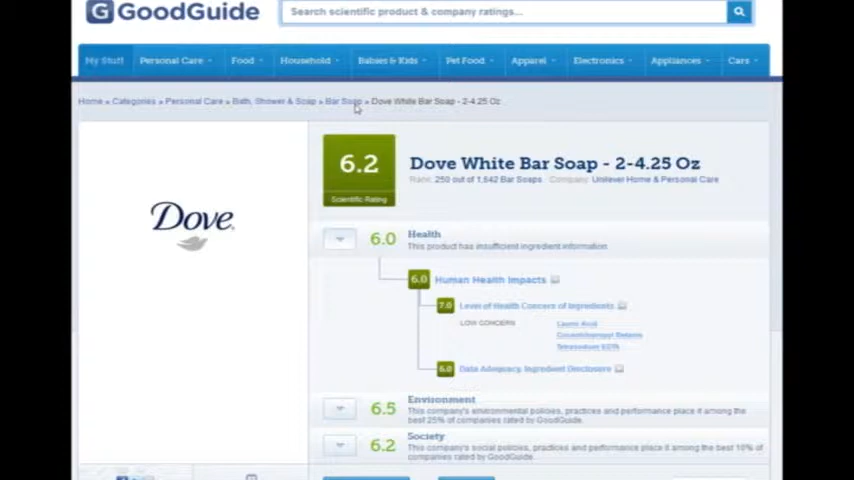 GoodGuide
Search scientific product & company ratings...
My Stuff Personal Care Food Household Babies & Kids Pet Food Apparel Electronics Appliances Cars
Home » Categories » Personal Care » Bath, Shower & Soap » Bar Soap » Dove White Bar Soap - 2-4.25 Oz
Dove
6.2
Scientific Rating
Dove White Bar Soap - 2-4.25 Oz
Rank: 250 out of 1,642 Bar Soaps Company: Unilever Home & Personal Care
6.0 Health
This product has insufficient ingredient information.
6.0 Human Health Impacts
7.0 Level of Health Concern of Ingredients
LOW CONCERN Lauric Acid
Cocamidopropyl Betaine
Tetrasodium EDTA
6.0 Data Adequacy, Ingredient Disclosure
6.5 Environment
This company's environmental policies, practices and performance place it among the
best 25% of companies rated by GoodGuide.
6.2 Society
This company's social policies, practices and performance place it among the best 10% of
companies rated by GoodGuide.